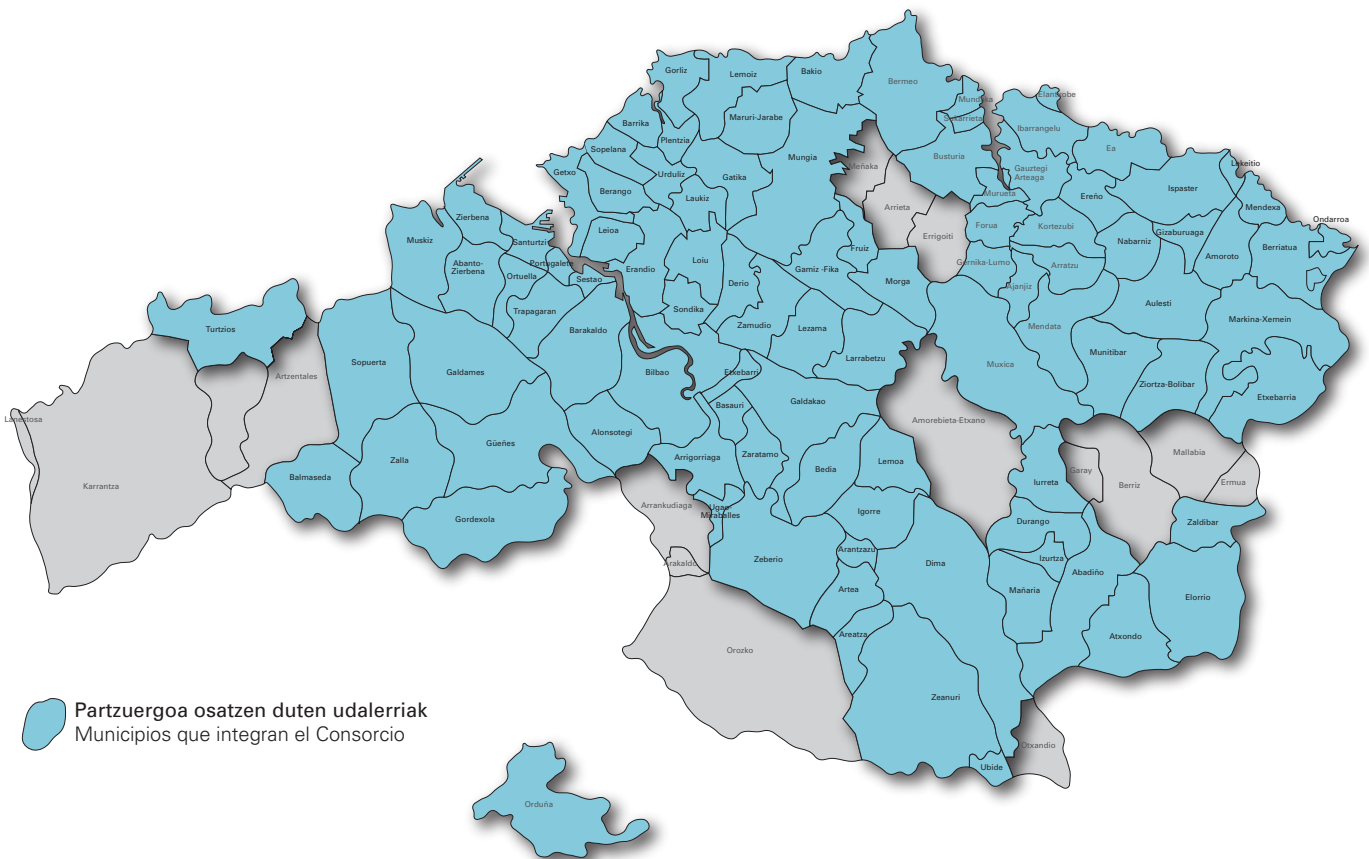 Gorliz
Lemoiz
Bakio
Bermeo
Mundaka
Elantxobe
Sukarrieta
Ibarrangelu
Barrika
Maruri-Jarabe
Plentzia
Sopelana
Mungia
Busturia
Ea
Meñaka
Lekeitio
Getxo
Urduliz
Gatika
Gauztegi
Arteaga
Ispaster
Berango
Laukiz
Murueta
Ereño
Mendexa
Arrieta
Zierbena
Ondarroa
Muskiz
Santurtzi
Leioa
Errigoiti
Forua
Kortezubi
Nabarniz
Gizaburuaga
Berriatua
Abanto-
Zierbena
Portugalete
Erandio
Loiu
Fruiz
Gamiz -Fika
Gernika-Lumo
Arratzu
Amoroto
Ortuella
Sestao
Derio
Morga
Ajanjiz
Aulesti
Trapagaran
Sondika
Zamudio
Lezama
Mendata
Markina-Xemein
Turtzios
Barakaldo
Larrabetzu
Munitibar
Sopuerta
Galdames
Bilbao
Etxebarri
Muxica
Ziortza-Bolibar
Artzentales
Basauri
Galdakao
Etxebarria
Lanestosa
Amorebieta-Etxano
Alonsotegi
Güeñes
Zalla
Arrigorriaga
Zaratamo
Bedia
Lemoa
Mallabia
Garay
Balmaseda
Iurreta
Berriz
Ermua
Karrantza
Arrankudiaga
Ugao-
Miraballes
Igorre
Gordexola
Durango
Zaldibar
Arakaldo
Zeberio
Arantzazu
Dima
Izurtza
Abadiño
Artea
Mañaria
Elorrio
Areatza
Atxondo
Orozko
Zeanuri
Otxandio
Ubide
Partzuergoa osatzen duten udalerriak
Municipios que integran el Consorcio
Orduña